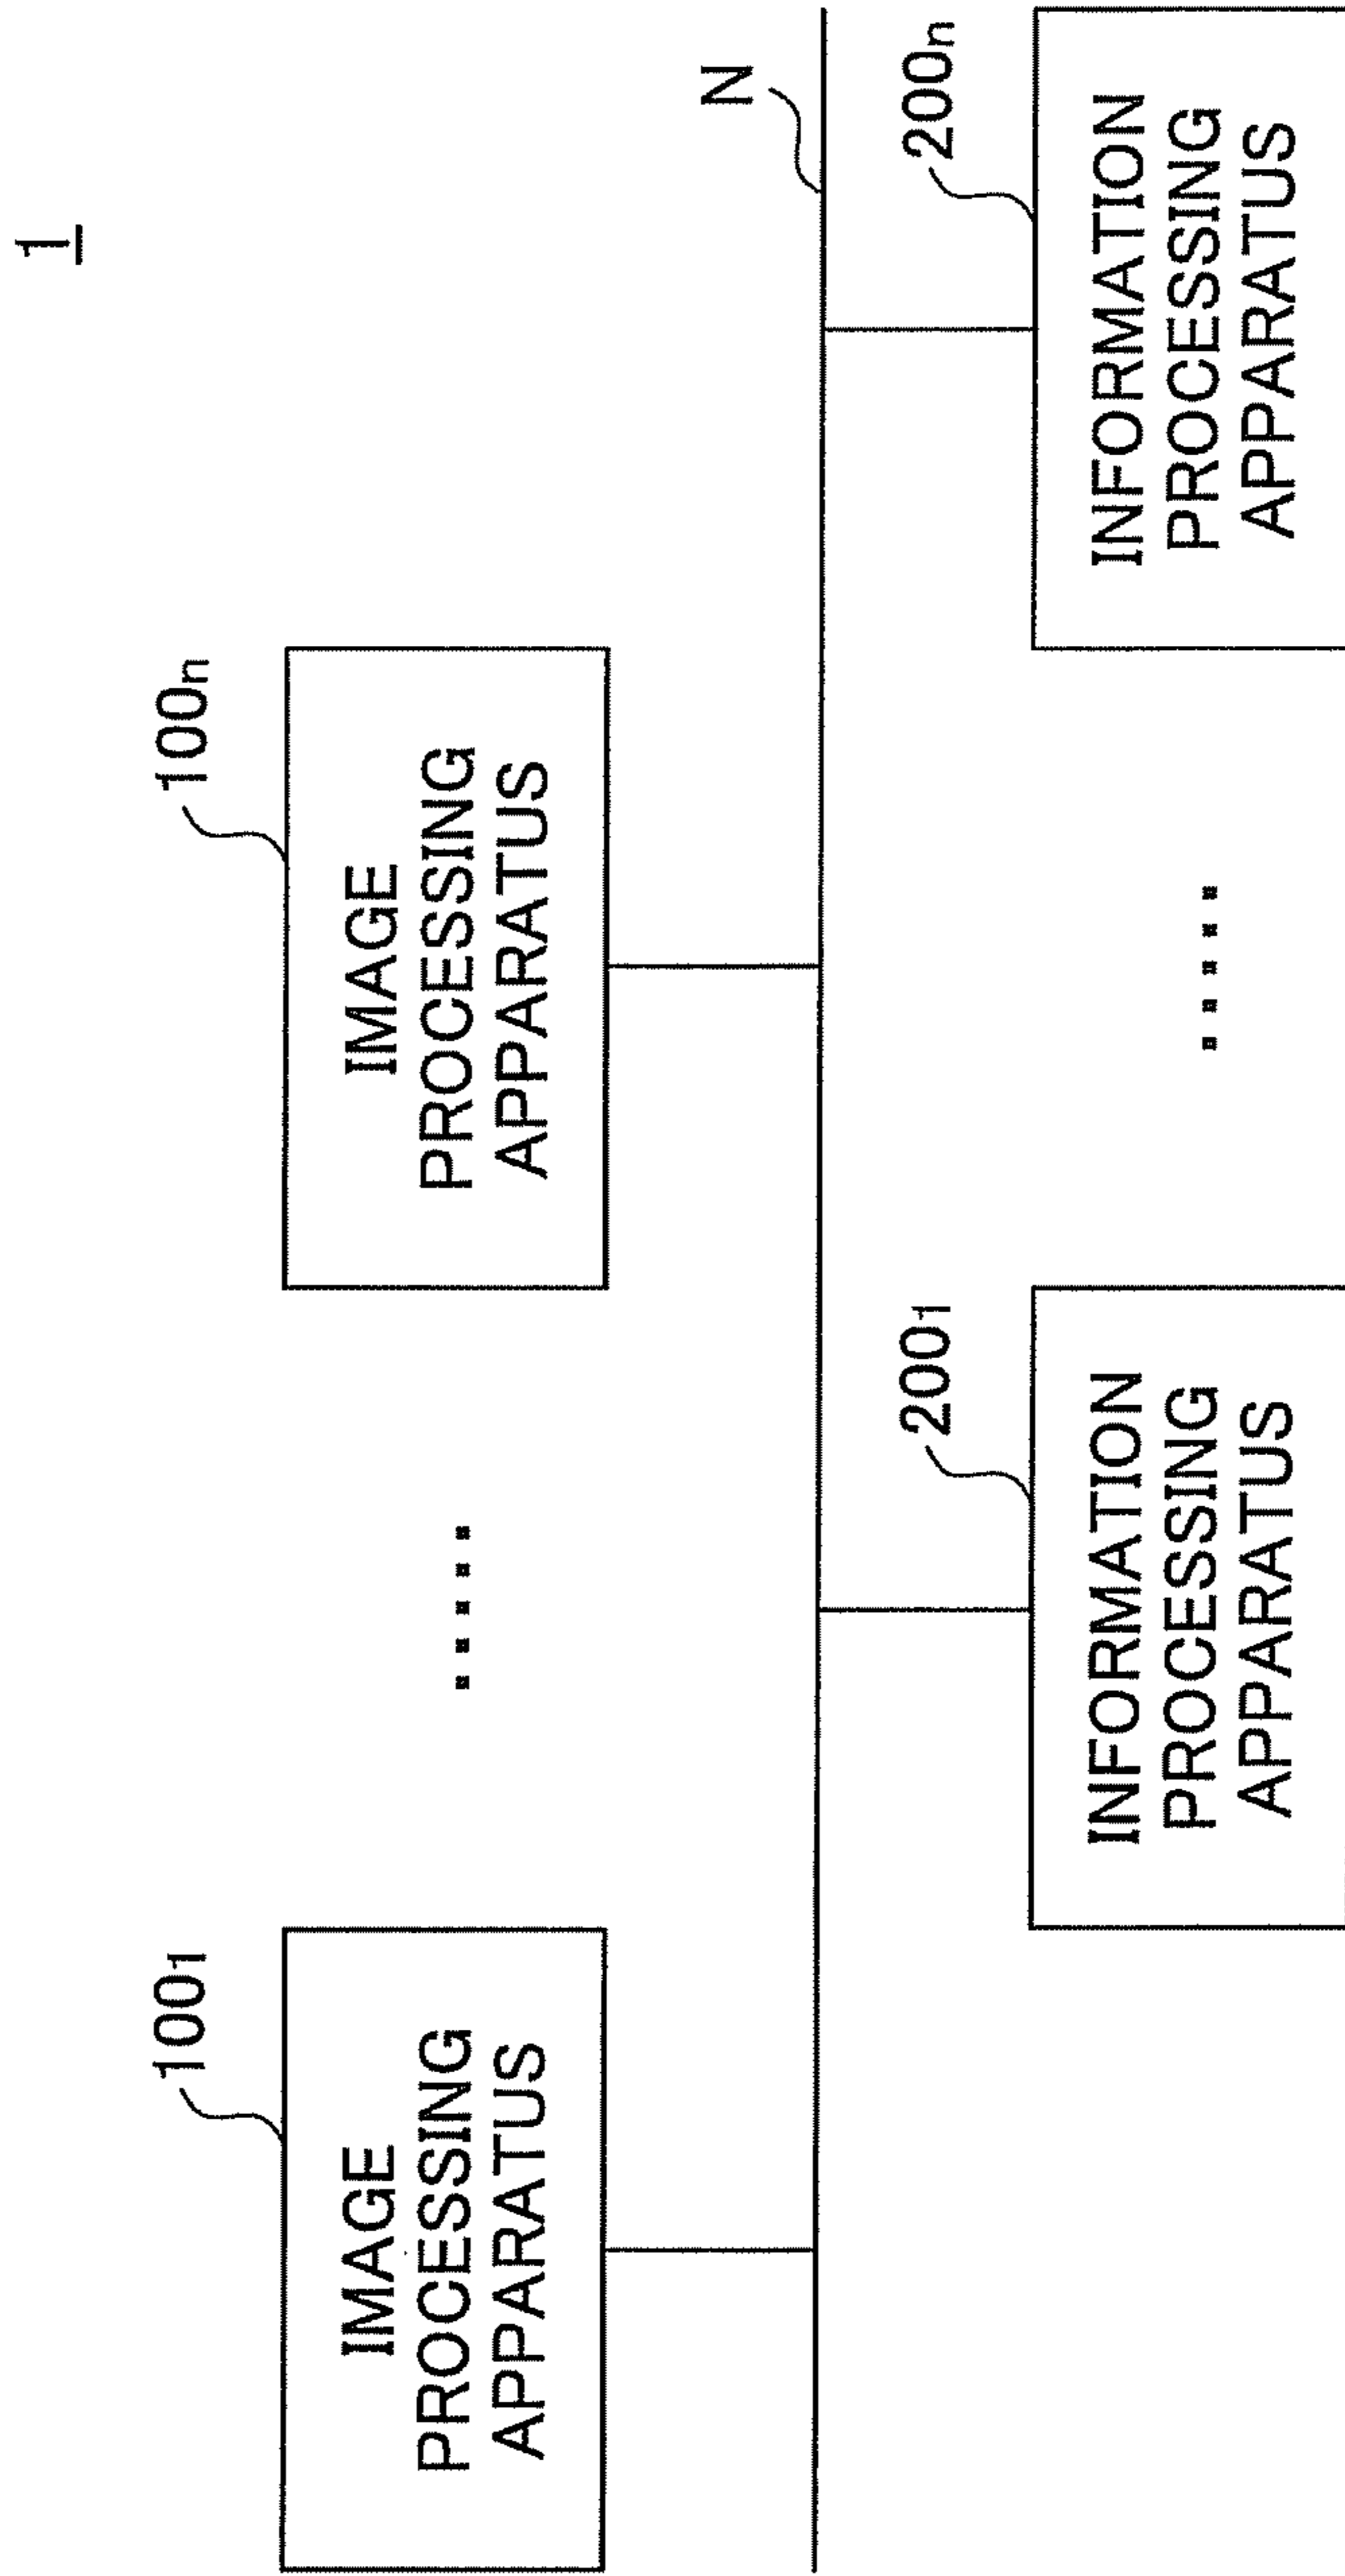 1
100₁
IMAGE
PROCESSING
APPARATUS
.....
100ₙ
IMAGE
PROCESSING
APPARATUS
N
200₁
INFORMATION
PROCESSING
APPARATUS
.....
200ₙ
INFORMATION
PROCESSING
APPARATUS